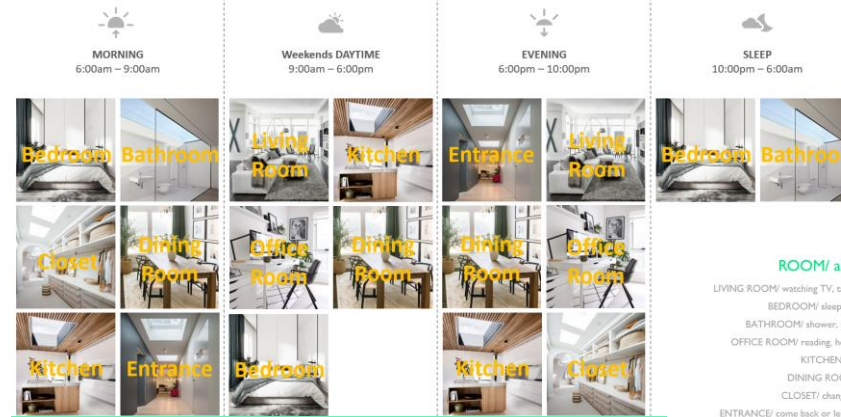 MORNING
6:00am – 9:00am
Weekends DAYTIME
9:00am – 6:00pm
EVENING
6:00pm – 10:00pm
SLEEP
10:00pm – 6:00am
Bedroom
Bathroom
Living
Room
Kitchen
Entrance
Living
Room
Bedroom
Closet
Dining
Room
Office
Room
Dining
Room
Dining
Room
Office
Room
Kitchen
Entrance
Bedroom
Kitchen
Closet
ROOM/
LIVING ROOM/ watching TV,
BEDROOM/ sleep
BATHROOM/ shower,
OFFICE ROOM/ reading,
KITCHEN
DINING
CLOSET/
ENTRANCE/ come back or